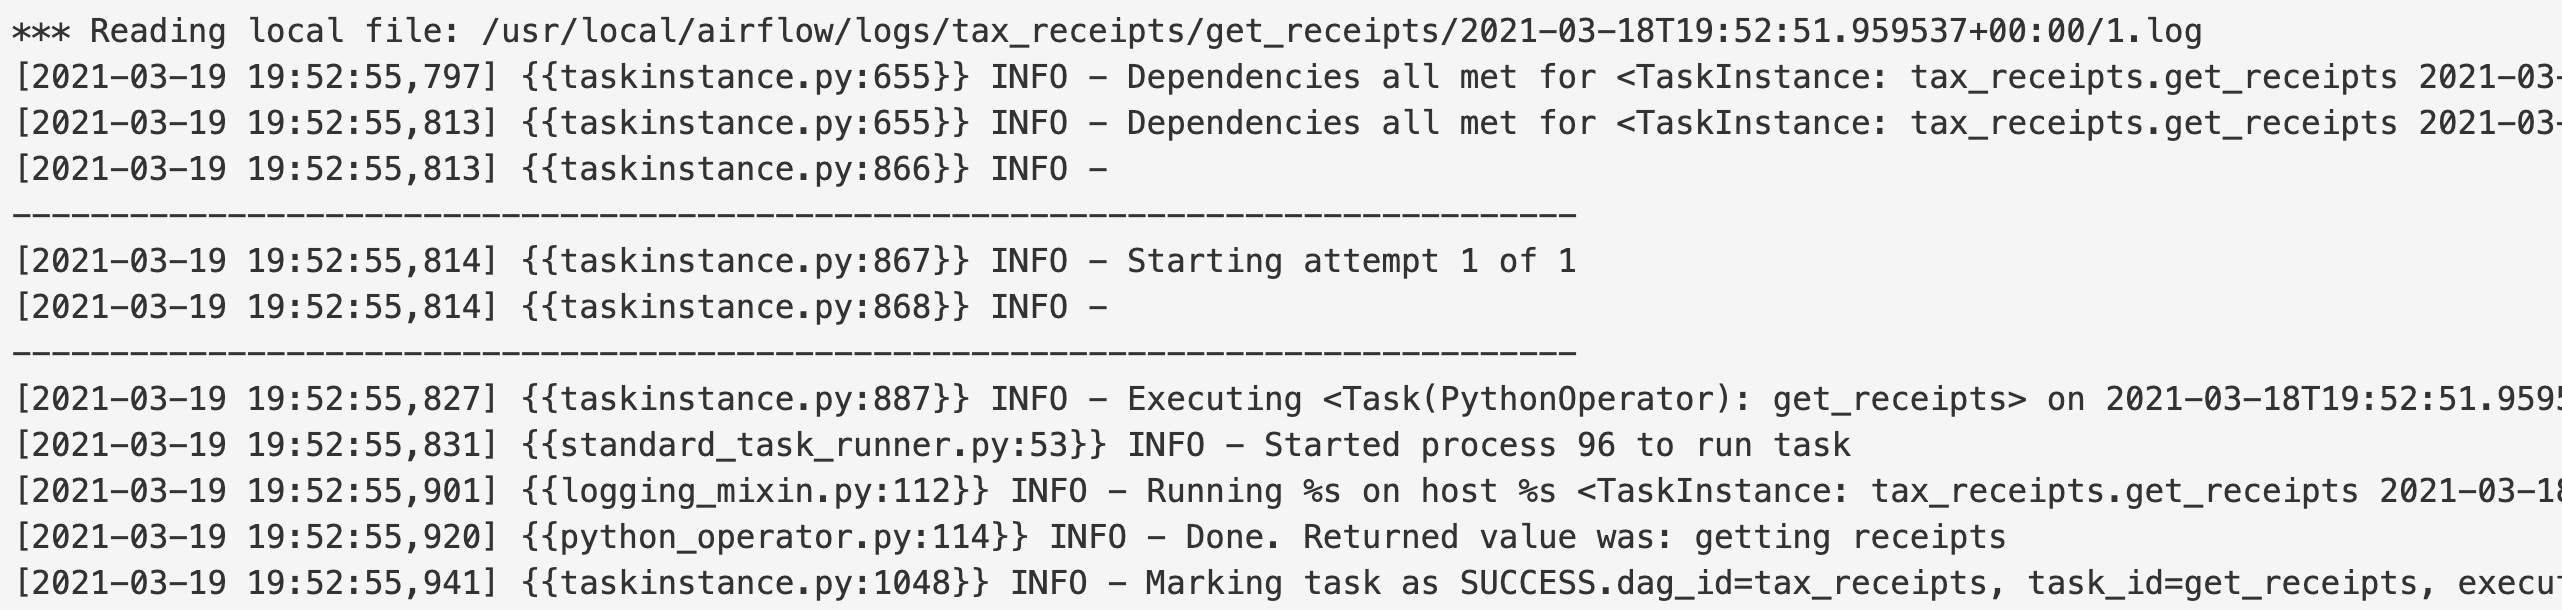 *** Reading local file: /usr/local/airflow/logs/tax_receipts/get_receipts/2021-03-18T19:52:51.959537+00:00/1.log
[2021-03-19 19:52:55,797] {{taskinstance.py:655}} INFO - Dependencies all met for <TaskInstance: tax_receipts.get_receipts 2021-03-
[2021-03-19 19:52:55,813] {{taskinstance.py:655}} INFO - Dependencies all met for <TaskInstance: tax_receipts.get_receipts 2021-03-
[2021-03-19 19:52:55,813] {{taskinstance.py:866}} INFO -
--------------------------------------------------------------------------------
[2021-03-19 19:52:55,814] {{taskinstance.py:867}} INFO - Starting attempt 1 of 1
[2021-03-19 19:52:55,814] {{taskinstance.py:868}} INFO -
--------------------------------------------------------------------------------
[2021-03-19 19:52:55,827] {{taskinstance.py:887}} INFO - Executing <Task(PythonOperator): get_receipts> on 2021-03-18T19:52:51.9595
[2021-03-19 19:52:55,831] {{standard_task_runner.py:53}} INFO - Started process 96 to run task
[2021-03-19 19:52:55,901] {{logging_mixin.py:112}} INFO - Running %s on host %s <TaskInstance: tax_receipts.get_receipts 2021-03-18
[2021-03-19 19:52:55,920] {{python_operator.py:114}} INFO - Done. Returned value was: getting receipts
[2021-03-19 19:52:55,941] {{taskinstance.py:1048}} INFO - Marking task as SUCCESS.dag_id=tax_receipts, task_id=get_receipts, execut